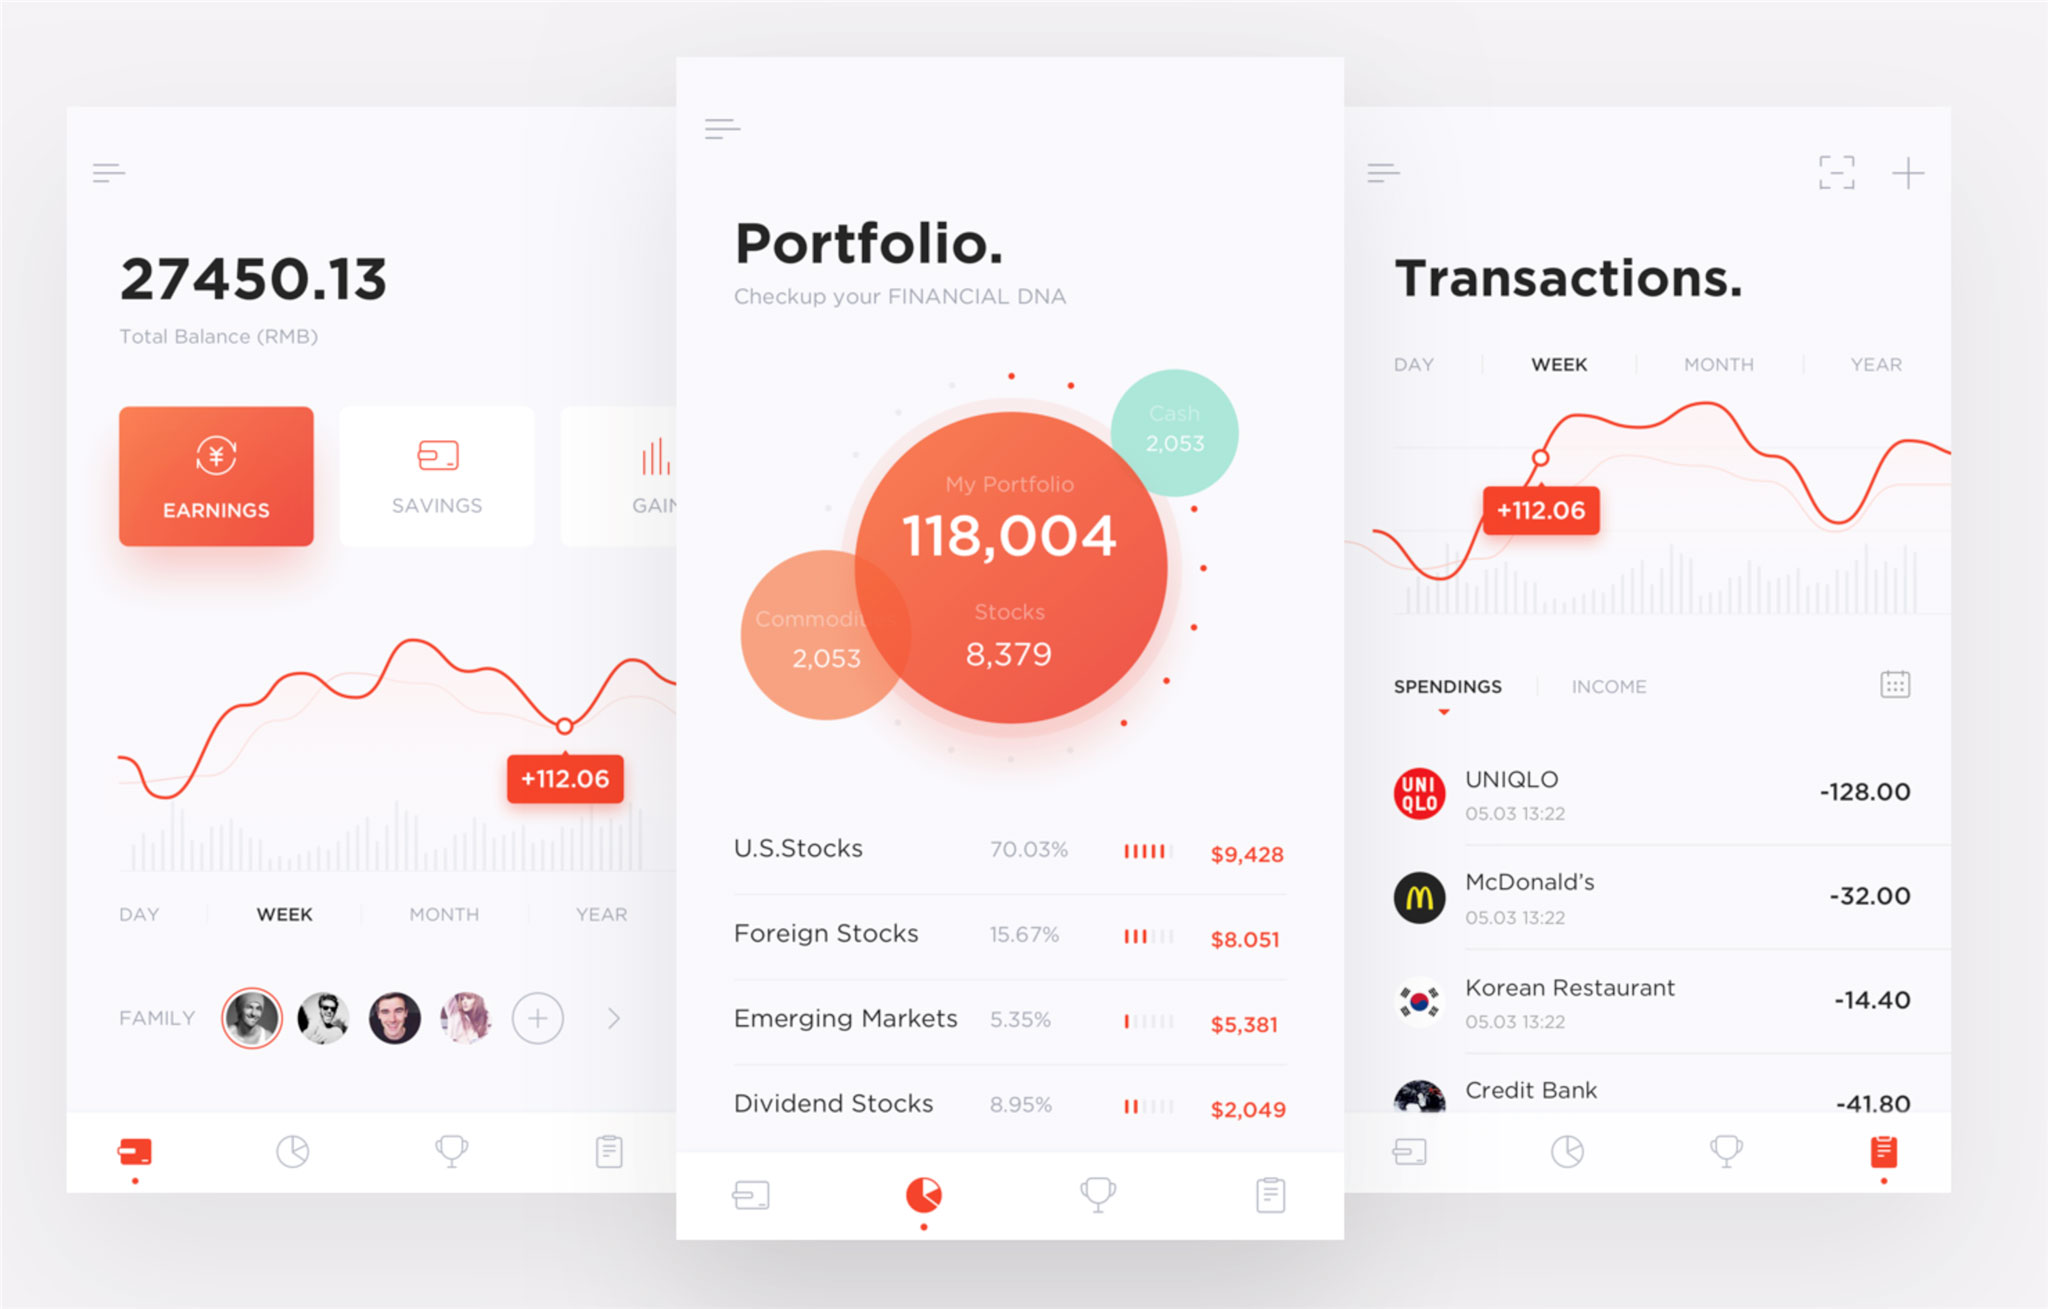 27450.13
Total Balance (RMB)
EARNINGS
SAVINGS
+112.06
DAY
WEEK
MONTH
YEAR
FAMILY
Portfolio.
Checkup your FINANCIAL DNA
Cash
2,053
My Portfolio
118,004
Stocks
8,379
2,053
U.S.Stocks 70.03% $9,428
Foreign Stocks 15.67% $8.051
Emerging Markets 5.35% $5,381
Dividend Stocks 8.95% $2,049
Transactions.
DAY
WEEK
MONTH
YEAR
+112.06
SPENDINGS
INCOME
UNI
QLO
UNIQLO
05.03 13:22
-128.00
McDonald's
05.03 13:22
-32.00
Korean Restaurant
05.03 13:22
-14.40
Credit Bank
-41.80